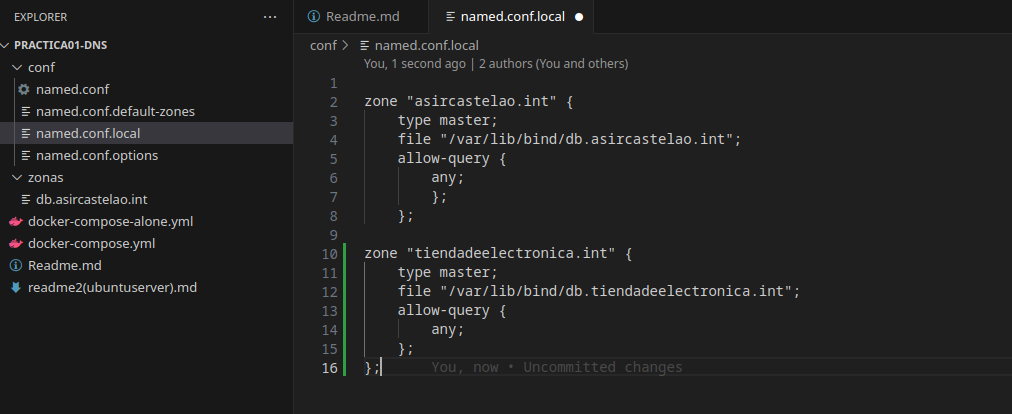 EXPLORER ...
PRACTICA01-DNS
conf
named.conf
named.conf.default-zones
named.conf.local
named.conf.options
zonas
db.asircastelao.int
docker-compose-alone.yml
docker-compose.yml
Readme.md
readme2(ubuntuserver).md
Readme.md named.conf.local
conf > named.conf.local
You, 1 second ago | 2 authors (You and others)
1
2 zone "asircastelao.int" {
3 type master;
4 file "/var/lib/bind/db.asircastelao.int";
5 allow-query {
6 any;
7 };
8 };
9
10 zone "tiendadeelectronica.int" {
11 type master;
12 file "/var/lib/bind/db.tiendadeelectronica.int";
13 allow-query {
14 any;
15 };
16 }; You, now • Uncommitted changes